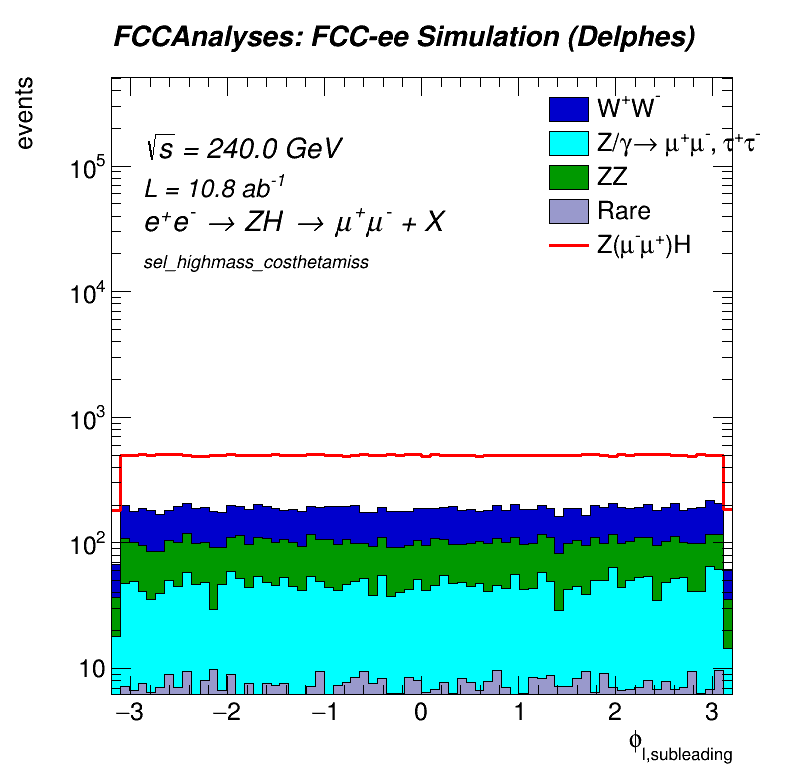 FCCAnalyses: FCC-ee Simulation (Delphes)
events
√s = 240.0 GeV
L = 10.8 ab⁻¹
e⁺e⁻ → ZH → μ⁺μ⁻ + X
sel_highmass_costhetamiss
W⁺W⁻
Z/γ→ μ⁺μ⁻, τ⁺τ⁻
ZZ
Rare
Z(μ⁻μ⁺)H
10⁵
10⁴
10³
10²
10
−3 −2 −1 0 1 2 3
ϕ l,subleading